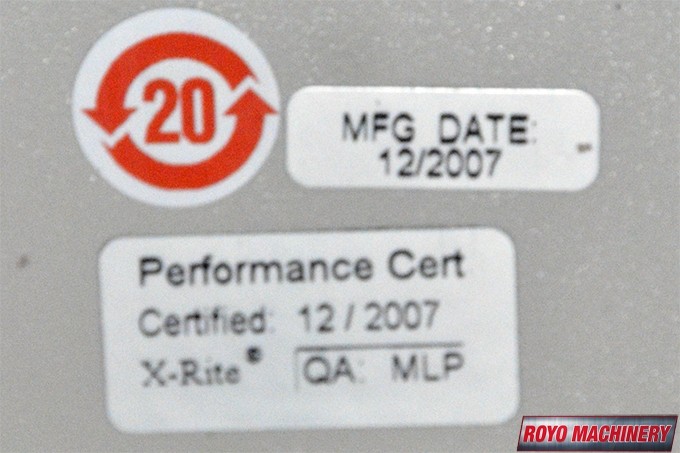 20
MFG DATE:
12/2007
Performance Cert
Certified: 12 / 2007
X-Rite® QA: MLP
ROYO MACHINERY